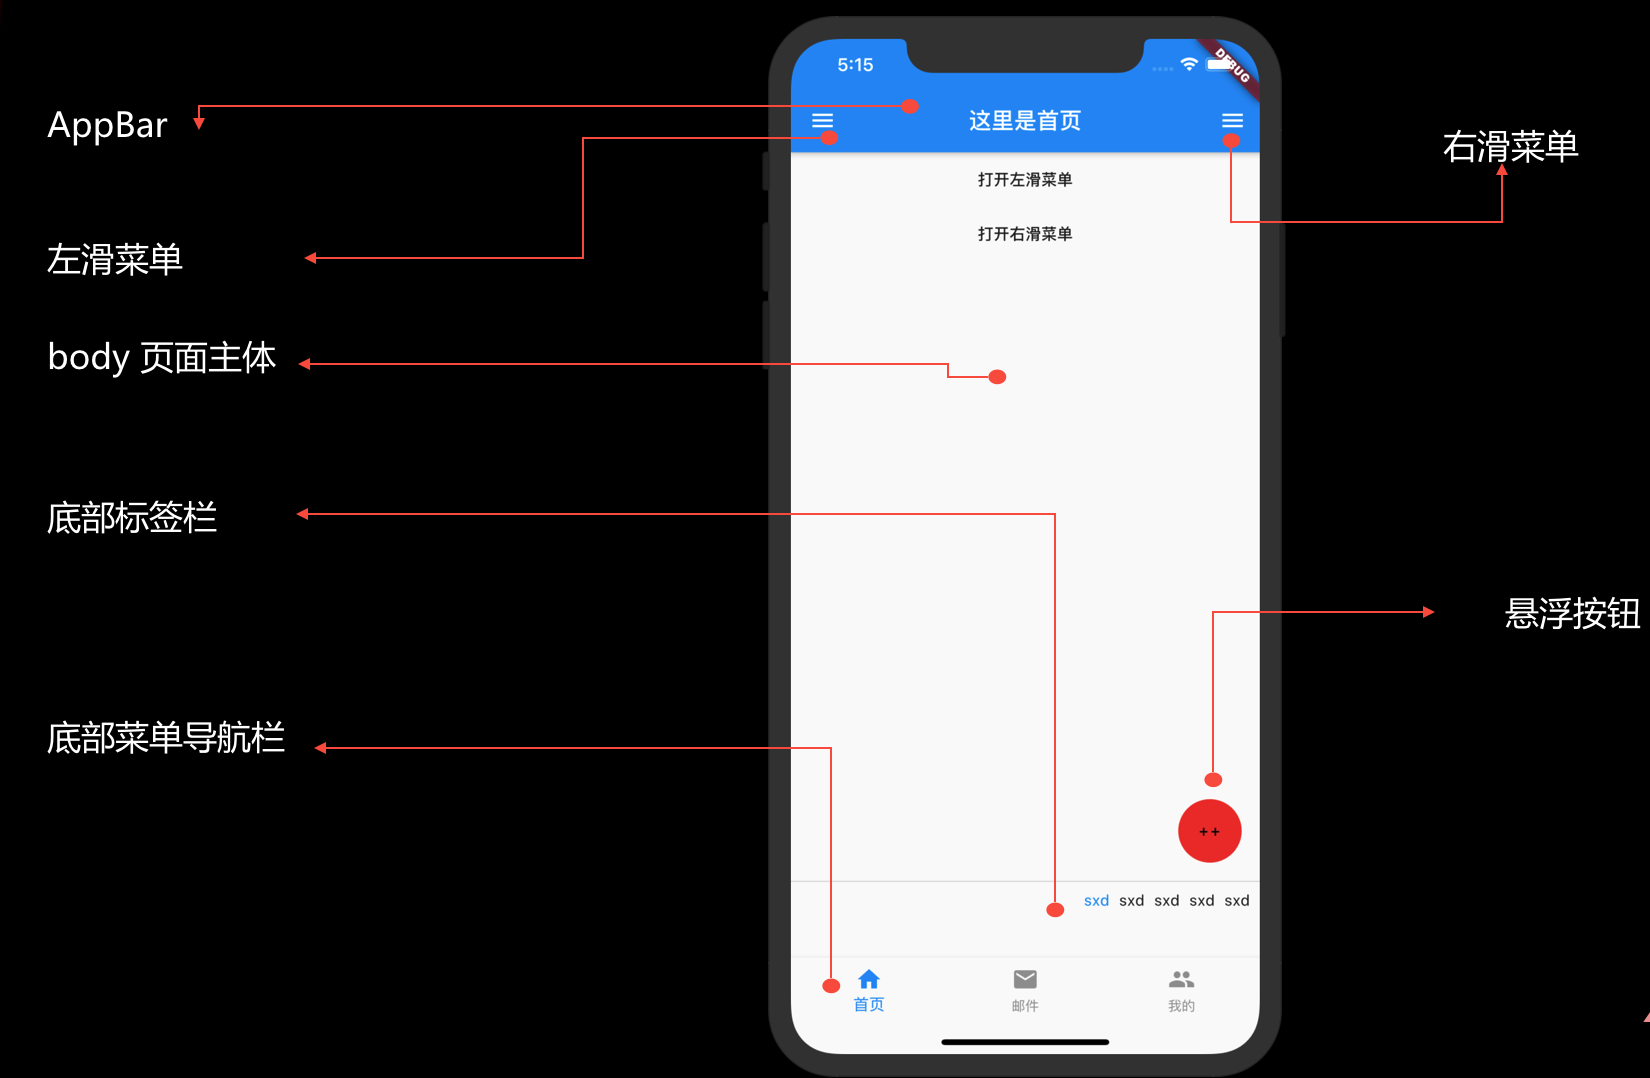 5:15
DEBUG
AppBar
这里是首页
右滑菜单
打开左滑菜单
打开右滑菜单
左滑菜单
body 页面主体
底部标签栏
悬浮按钮
底部菜单导航栏
++
sxd sxd sxd sxd sxd
首页 邮件 我的